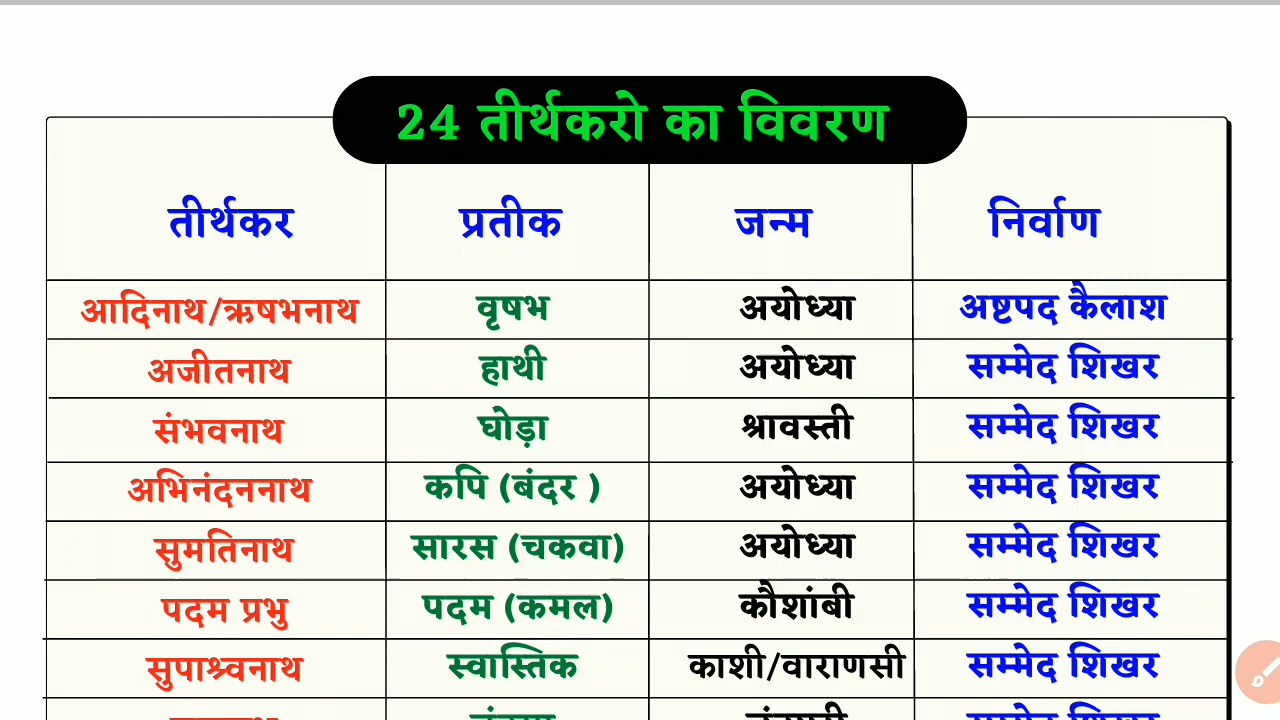 24 तीर्थकरो का विवरण
तीर्थकर प्रतीक जन्म निर्वाण
आदिनाथ/ऋषभनाथ वृषभ अयोध्या अष्टपद कैलाश
अजीतनाथ हाथी अयोध्या सम्मेद शिखर
संभवनाथ घोड़ा श्रावस्ती सम्मेद शिखर
अभिनंदननाथ कपि (बंदर ) अयोध्या सम्मेद शिखर
सुमतिनाथ सारस (चकवा) अयोध्या सम्मेद शिखर
पदम प्रभु पदम (कमल) कौशांबी सम्मेद शिखर
सुपाश्र्वनाथ स्वास्तिक काशी/वाराणसी सम्मेद शिखर